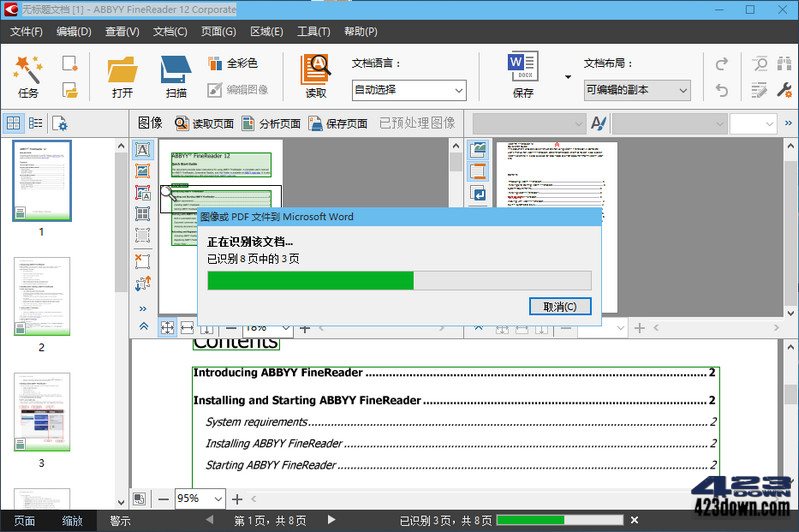 无标题文档 [1] - ABBYY FineReader 12 Corporate
文件(F) 编辑(D) 查看(V) 文档(C) 页面(G) 区域(E) 工具(T) 帮助(P)
任务 打开 扫描 全彩色 编辑图像 读取 文档语言： 自动选择 保存 文档布局： 可编辑的副本
DOCX
图像 读取页面 分析页面 保存页面 已预处理图像
ABBYY FineReader 12
Quick Start Guide
图像或 PDF 文件到 Microsoft Word
正在识别该文档...
已识别 8 页中的 3 页
取消(C)
1
2
3
18%
Contents
Introducing ABBYY FineReader 2
Installing and Starting ABBYY FineReader 2
System requirements 2
Installing ABBYY FineReader 2
Starting ABBYY FineReader 2
95%
页面 缩放 警示 第 1 页，共 8 页 已识别 3 页，共 8 页
423DOWN
423down.com